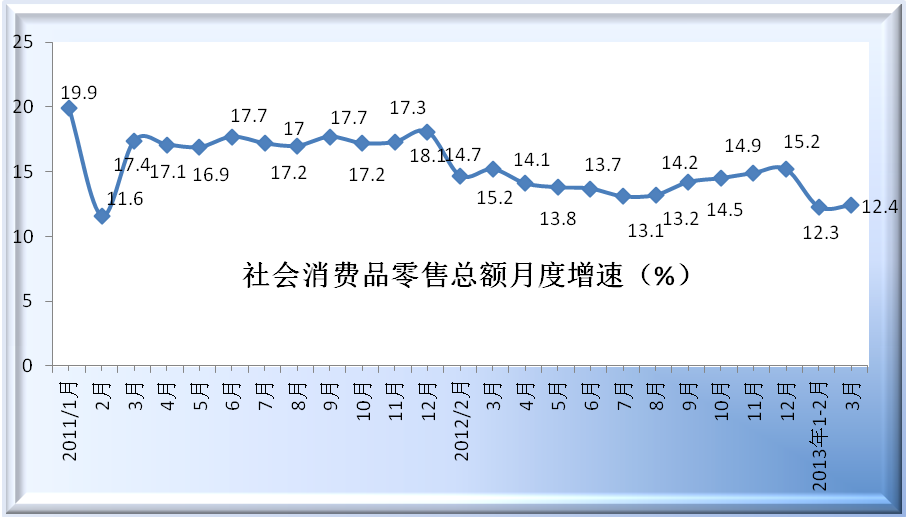 25
20
15
10
5
0
19.9
11.6
17.4
17.1
16.9
17.7
17.2
17
17.7
17.2
17.3
18.1
14.7
15.2
14.1
13.8
13.7
13.1
13.2
14.2
14.5
14.9
15.2
12.3
12.4
社会消费品零售总额月度增速（%）
2011/1月
2月
3月
4月
5月
6月
7月
8月
9月
10月
11月
12月
2012/2月
3月
4月
5月
6月
7月
8月
9月
10月
11月
12月
2013年1-2月
3月